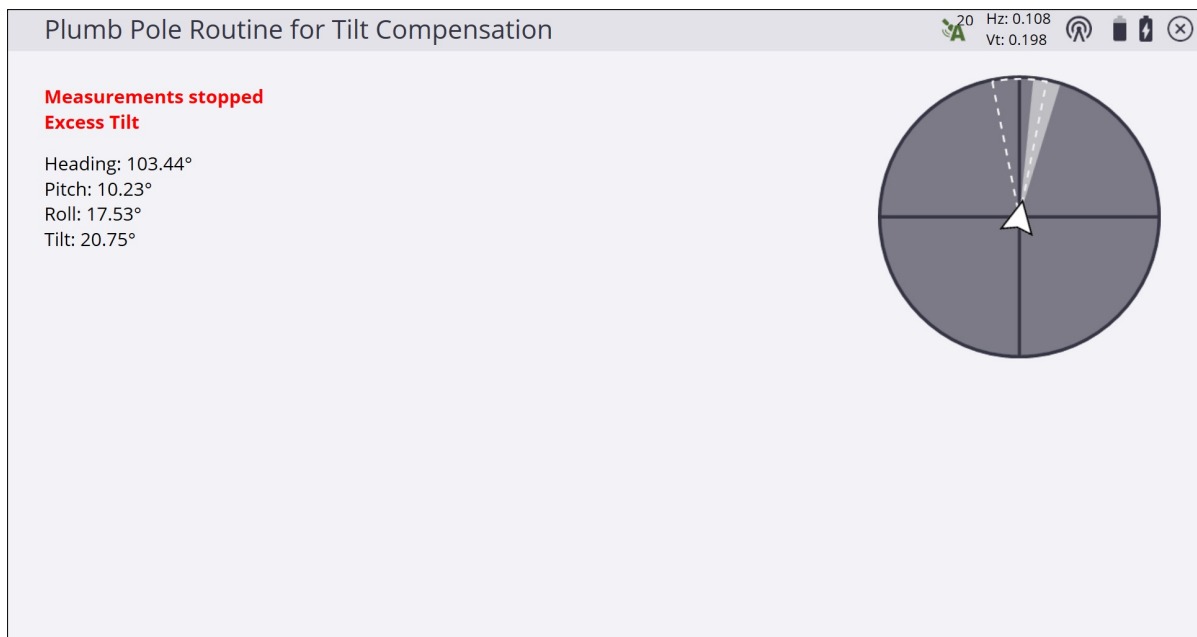 Plumb Pole Routine for Tilt Compensation
A 20
Hz: 0.108
Vt: 0.198
Measurements stopped
Excess Tilt
Heading: 103.44°
Pitch: 10.23°
Roll: 17.53°
Tilt: 20.75°